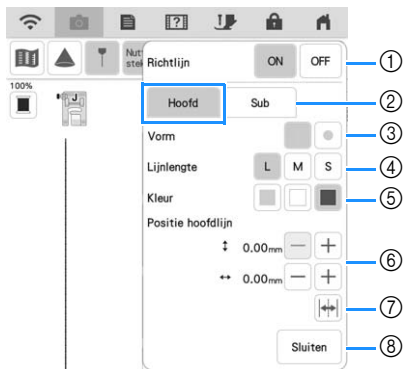 Nut
stek
Richtlijn ON OFF ①
100%
Hoofd Sub ②
J
Vorm ③
Lijnlengte L M S ④
Kleur ⑤
Positie hoofdlijn
↕ 0.00mm − + ⑥
↔ 0.00mm − +
⑦
Sluiten ⑧